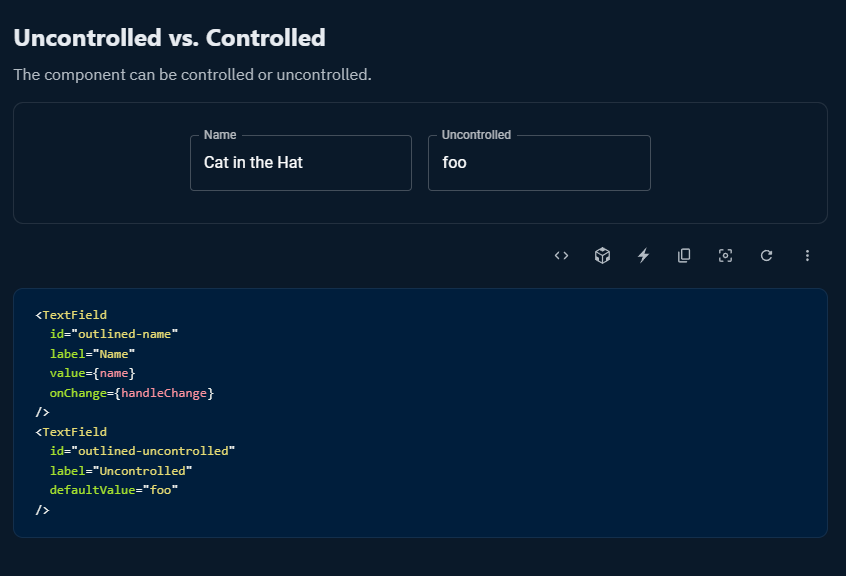 Uncontrolled vs. Controlled
The component can be controlled or uncontrolled.
Name
Cat in the Hat
Uncontrolled
foo
<TextField
  id="outlined-name"
  label="Name"
  value={name}
  onChange={handleChange}
/>
<TextField
  id="outlined-uncontrolled"
  label="Uncontrolled"
  defaultValue="foo"
/>